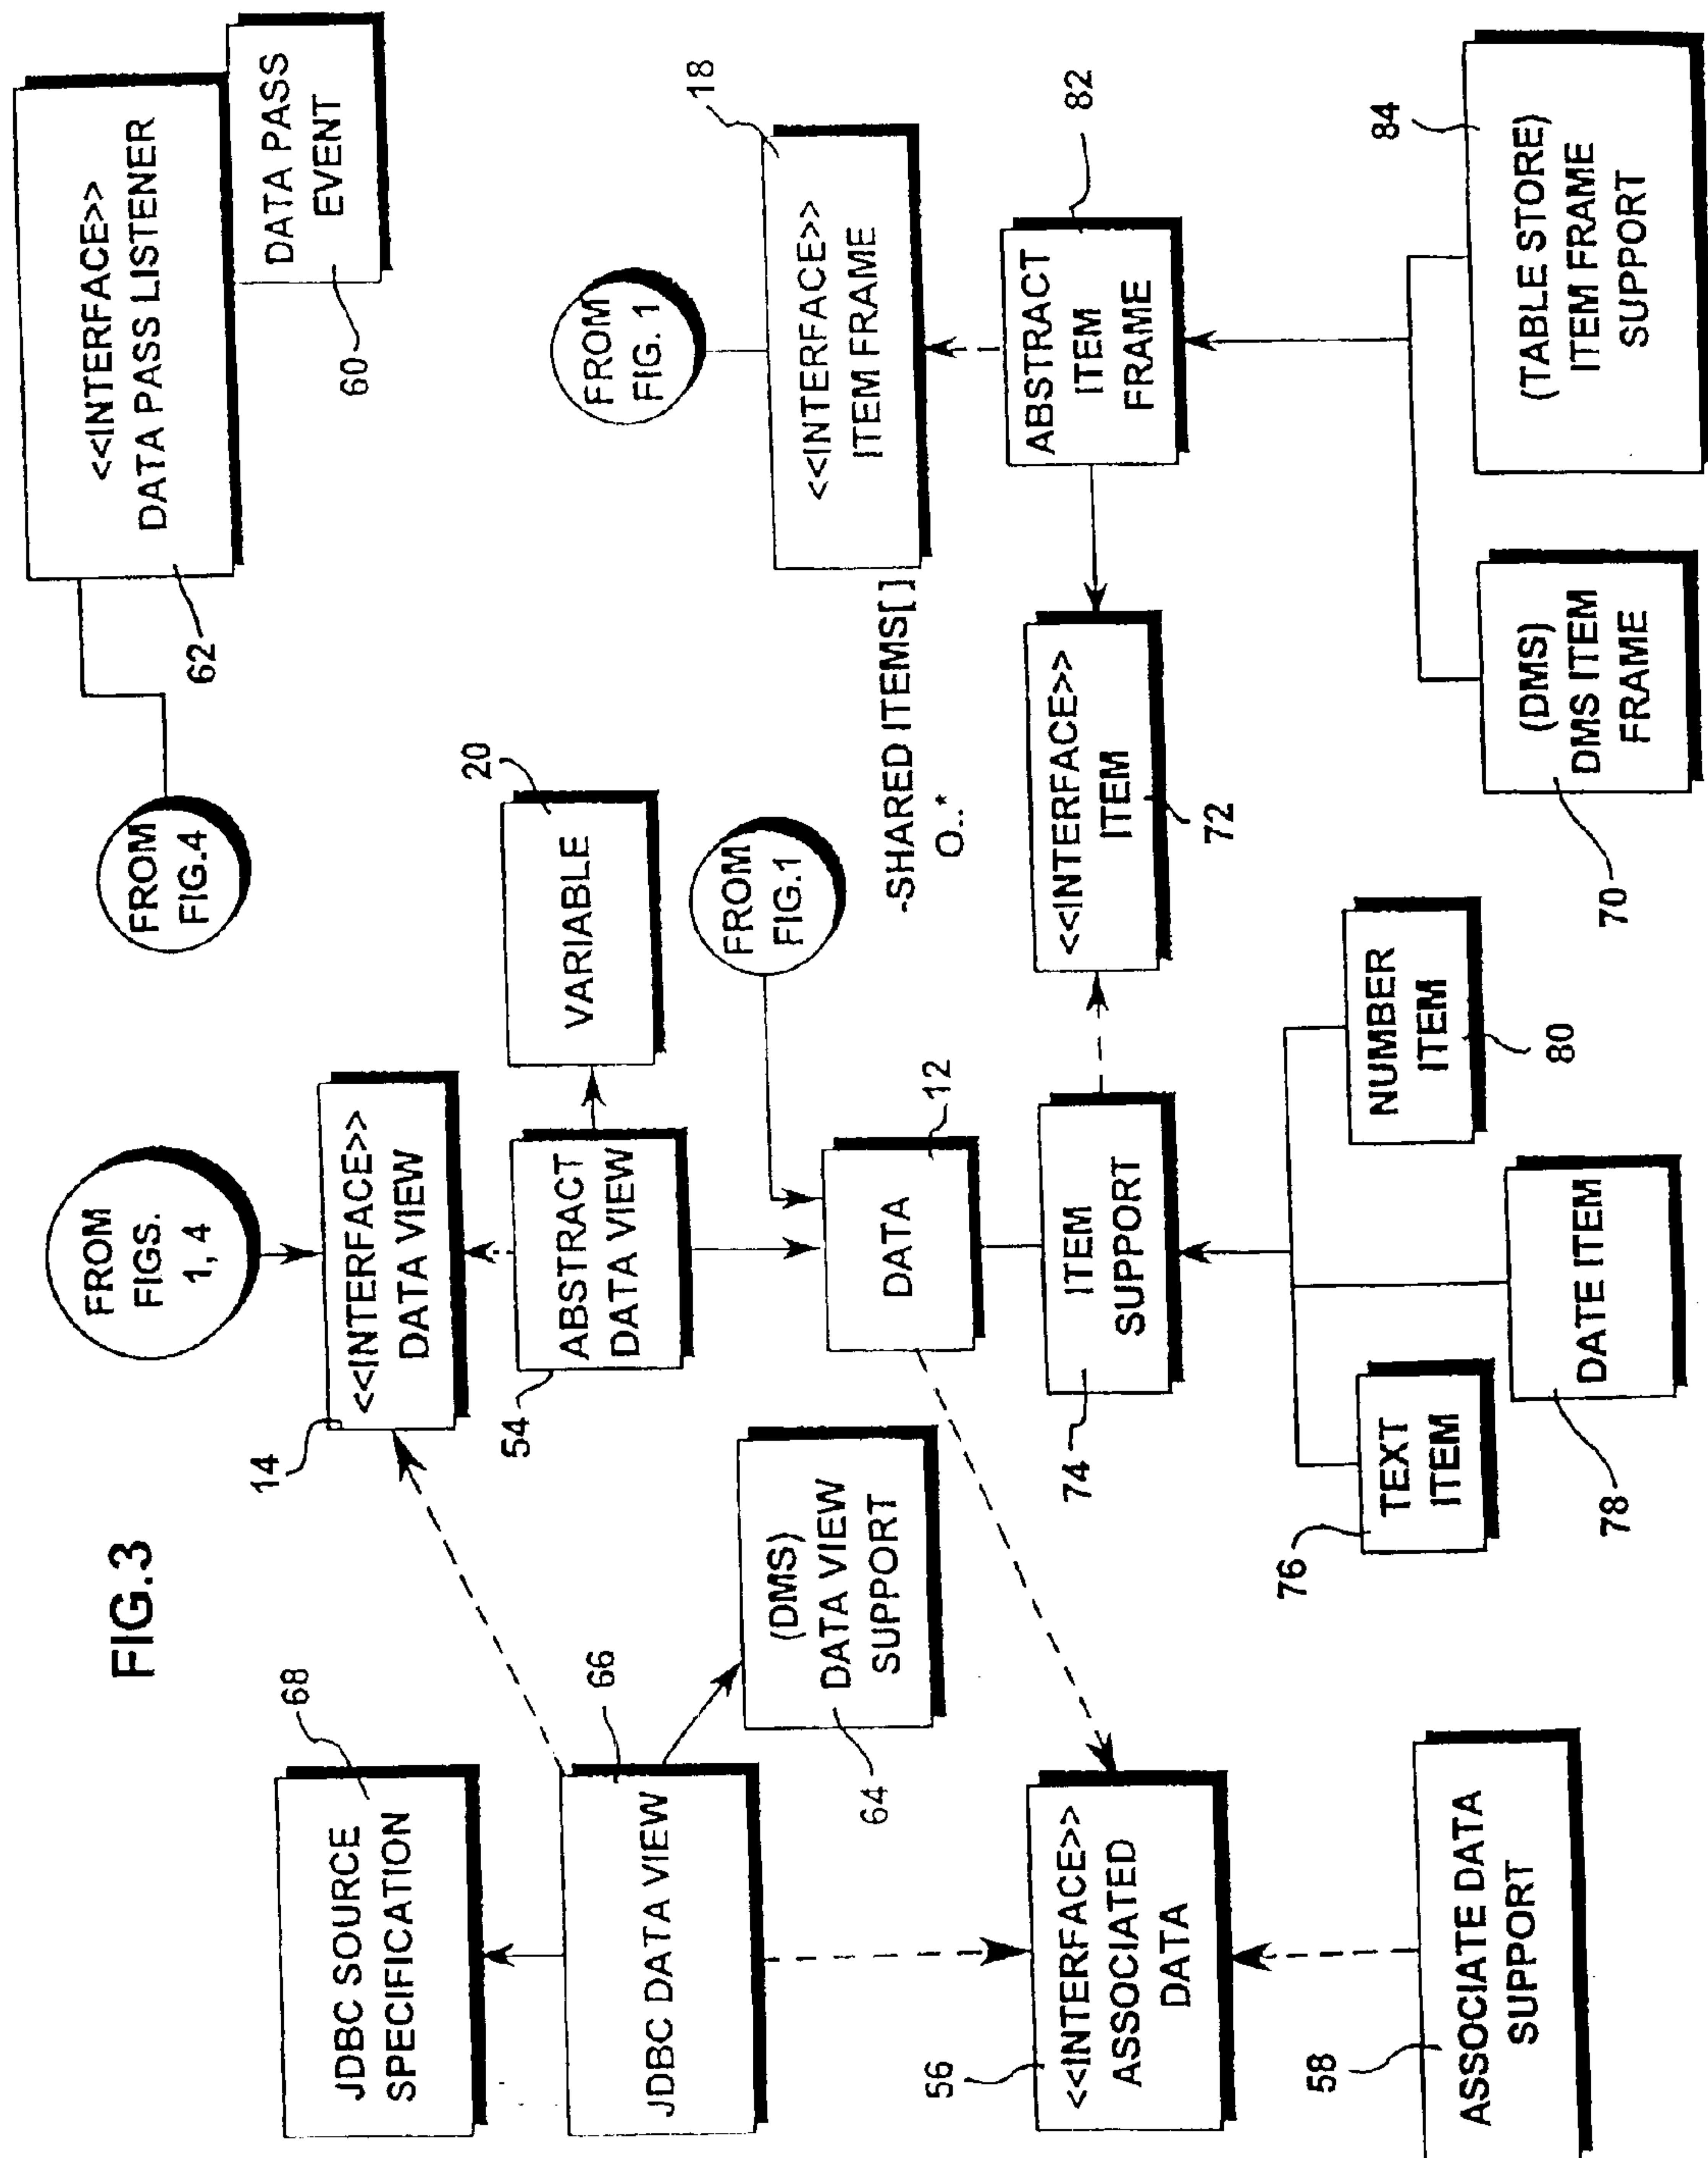 FIG.3
FROM
FIGS.
1, 4
FROM
FIG.4
<<INTERFACE>>
DATA PASS LISTENER
62
DATA PASS
EVENT
60
68
JDBC SOURCE
SPECIFICATION
14
<<INTERFACE>>
DATA VIEW
66
JDBC DATA VIEW
54
ABSTRACT
DATA VIEW
20
VARIABLE
FROM
FIG. 1
(DMS)
DATA VIEW
SUPPORT
64
FROM
FIG.1
18
<<INTERFACE>>
ITEM FRAME
DATA
12
-SHARED ITEMS[ ]
O..*
56
<<INTERFACE>>
ASSOCIATED
DATA
74
ITEM
SUPPORT
<<INTERFACE>>
ITEM
72
82
ABSTRACT
ITEM
FRAME
76
TEXT
ITEM
NUMBER
ITEM
80
58
ASSOCIATE DATA
SUPPORT
78
DATE ITEM
70
(DMS)
DMS ITEM
FRAME
84
(TABLE STORE)
ITEM FRAME
SUPPORT